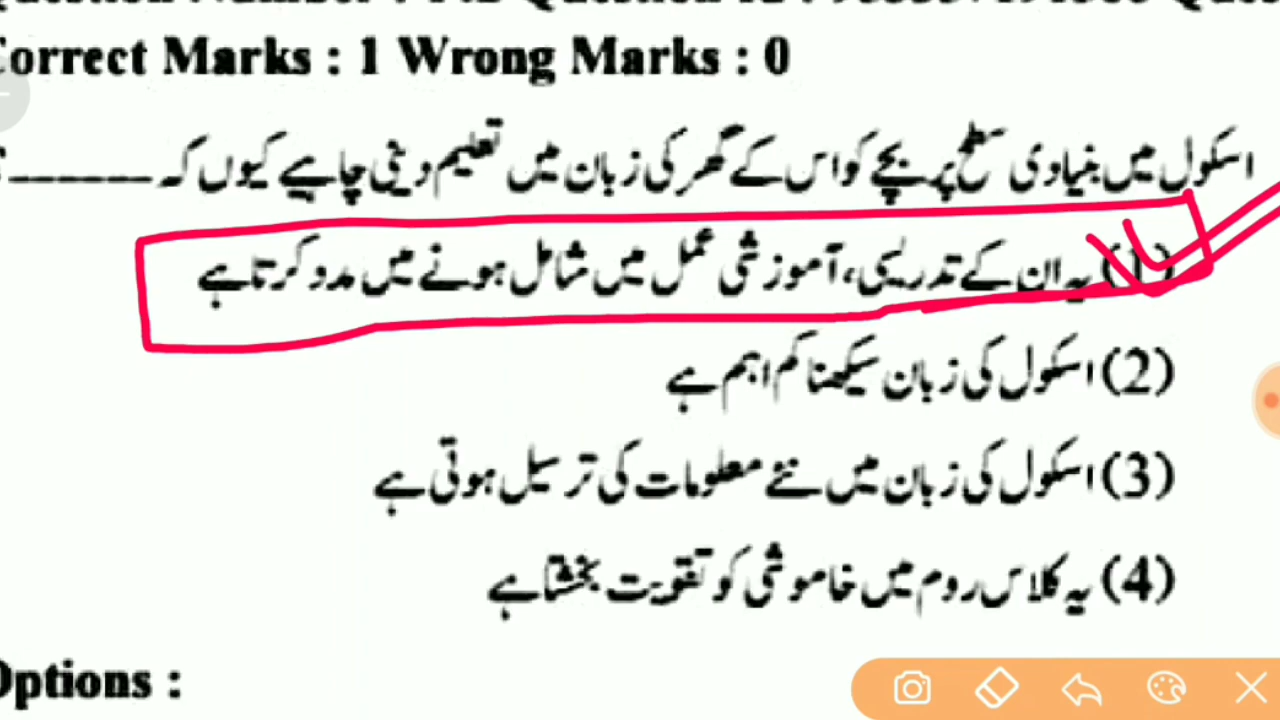 Correct Marks : 1 Wrong Marks : 0
اسکول میں بنیادی سطح پر بچے کو اس کے گھر کی زبان میں تعلیم دینی چاہیے کیوں کہ ______
(1) یہ ان کے تدریسی، آموزشی عمل میں شامل ہونے میں مدد کرتا ہے
(2) اسکول کی زبان سیکھنا کم اہم ہے
(3) اسکول کی زبان میں نئے معلومات کی ترسیل ہوتی ہے
(4) یہ کلاس روم میں خاموشی کو تقویت بخشتا ہے
Options :